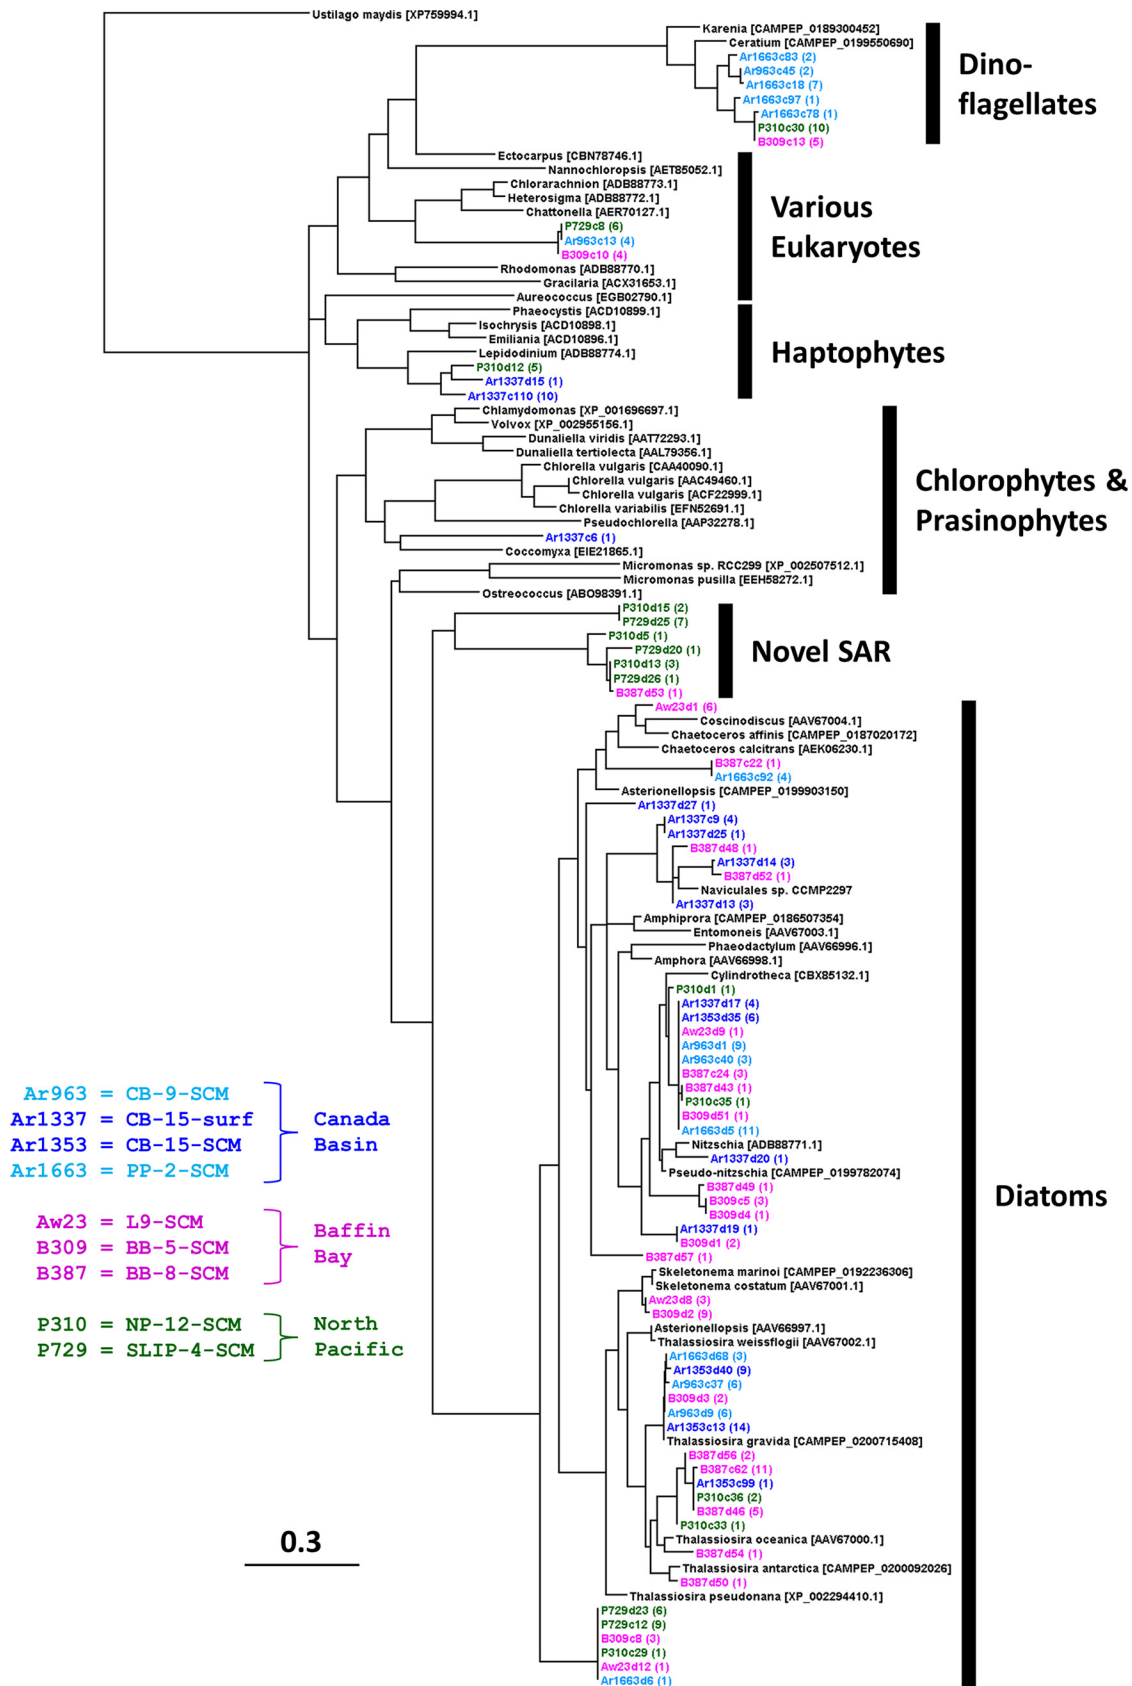 Ustilago maydis [XP759994.1]
Karenia [CAMPEP_0189300452]
Ceratium [CAMPEP_0199550690]
Ar1663c83 (2)
Ar963c45 (2)
Ar1663c18 (7)
Ar1663c97 (1)
Ar1663c78 (1)
P310c30 (10)
B309c13 (5)
Dino-
flagellates
Ectocarpus [CBN78746.1]
Nannochloropsis [AET85052.1]
Chlorarachnion [ADB88773.1]
Heterosigma [ADB88772.1]
Chattonella [AER70127.1]
P729c8 (6)
Ar963c13 (4)
B309c10 (4)
Rhodomonas [ADB88770.1]
Gracilaria [ACX31653.1]
Aureococcus [EGB02790.1]
Various
Eukaryotes
Phaeocystis [ACD10899.1]
Isochrysis [ACD10898.1]
Emiliania [ACD10896.1]
Lepidodinium [ADB88774.1]
P310d12 (5)
Ar1337d15 (1)
Ar1337c110 (10)
Haptophytes
Chlamydomonas [XP_001696697.1]
Volvox [XP_002955156.1]
Dunaliella viridis [AAT72293.1]
Dunaliella tertiolecta [AAL79356.1]
Chlorella vulgaris [CAA40090.1]
Chlorella vulgaris [AAC49460.1]
Chlorella vulgaris [ACF22999.1]
Chlorella variabilis [EFN52691.1]
Pseudochlorella [AAP32278.1]
Ar1337c6 (1)
Coccomyxa [EIE21865.1]
Micromonas sp. RCC299 [XP_002507512.1]
Micromonas pusilla [EEH58272.1]
Ostreococcus [ABO98391.1]
Chlorophytes &
Prasinophytes
P310d15 (2)
P729d25 (7)
P310d5 (1)
P729d20 (1)
P310d13 (3)
P729d26 (1)
B387d53 (1)
Novel SAR
Aw23d1 (6)
Coscinodiscus [AAV67004.1]
Chaetoceros affinis [CAMPEP_0187020172]
Chaetoceros calcitrans [AEK06230.1]
B387c22 (1)
Ar1663c92 (4)
Asterionellopsis [CAMPEP_0199903150]
Ar1337d27 (1)
Ar1337c9 (4)
Ar1337d25 (1)
B387d48 (1)
Ar1337d14 (3)
B387d52 (1)
Naviculales sp. CCMP2297
Ar1337d13 (3)
Amphiprora [CAMPEP_0186507354]
Entomoneis [AAV67003.1]
Phaeodactylum [AAV66996.1]
Amphora [AAV66998.1]
Cylindrotheca [CBX85132.1]
P310d1 (1)
Ar1337d17 (4)
Ar1353d35 (6)
Aw23d9 (1)
Ar963d1 (9)
Ar963c40 (3)
B387c24 (3)
B387d43 (1)
P310c35 (1)
B309d51 (1)
Ar1663d5 (11)
Nitzschia [ADB88771.1]
Ar1337d20 (1)
Pseudo-nitzschia [CAMPEP_0199782074]
B387d49 (1)
B309c5 (3)
B309d4 (1)
Ar1337d19 (1)
B309d1 (2)
B387d57 (1)
Skeletonema marinoi [CAMPEP_0192236306]
Skeletonema costatum [AAV67001.1]
Aw23d8 (3)
B309d2 (9)
Asterionellopsis [AAV66997.1]
Thalassiosira weissflogii [AAV67002.1]
Ar1663d68 (3)
Ar1353d40 (9)
Ar963c37 (6)
B309d3 (2)
Ar963d9 (6)
Ar1353c13 (14)
Thalassiosira gravida [CAMPEP_0200715408]
B387d56 (2)
B387c62 (11)
Ar1353c99 (1)
P310c36 (2)
B387d46 (5)
P310c33 (1)
Thalassiosira oceanica [AAV67000.1]
B387d54 (1)
Thalassiosira antarctica [CAMPEP_0200092026]
B387d50 (1)
Thalassiosira pseudonana [XP_002294410.1]
P729d23 (6)
P729c12 (9)
B309c8 (3)
P310c29 (1)
Aw23d12 (1)
Ar1663d6 (1)
Diatoms
Ar963 = CB-9-SCM
Ar1337 = CB-15-surf
Ar1353 = CB-15-SCM
Ar1663 = PP-2-SCM
Canada
Basin
Aw23 = L9-SCM
B309 = BB-5-SCM
B387 = BB-8-SCM
Baffin
Bay
P310 = NP-12-SCM
P729 = SLIP-4-SCM
North
Pacific
0.3